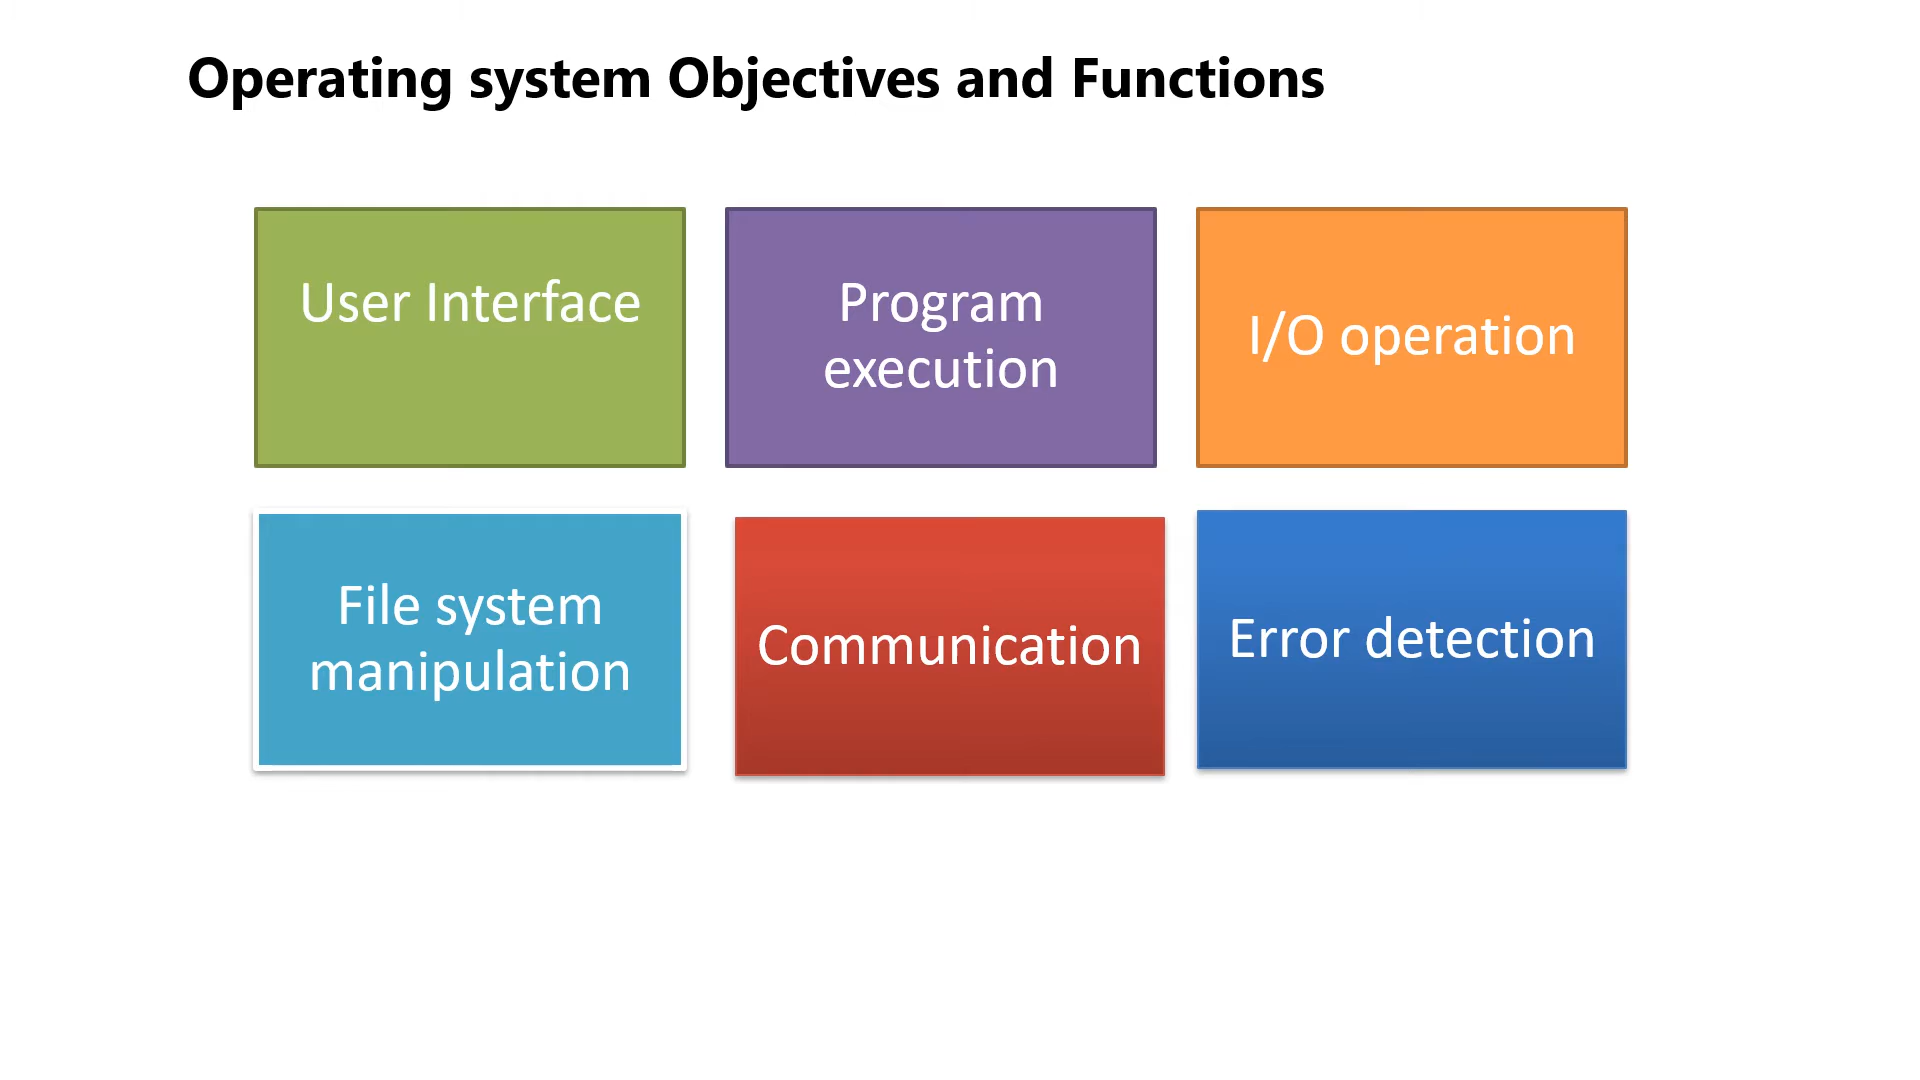 Operating system Objectives and Functions
User Interface
Program
execution
I/O operation
File system
manipulation
Communication
Error detection